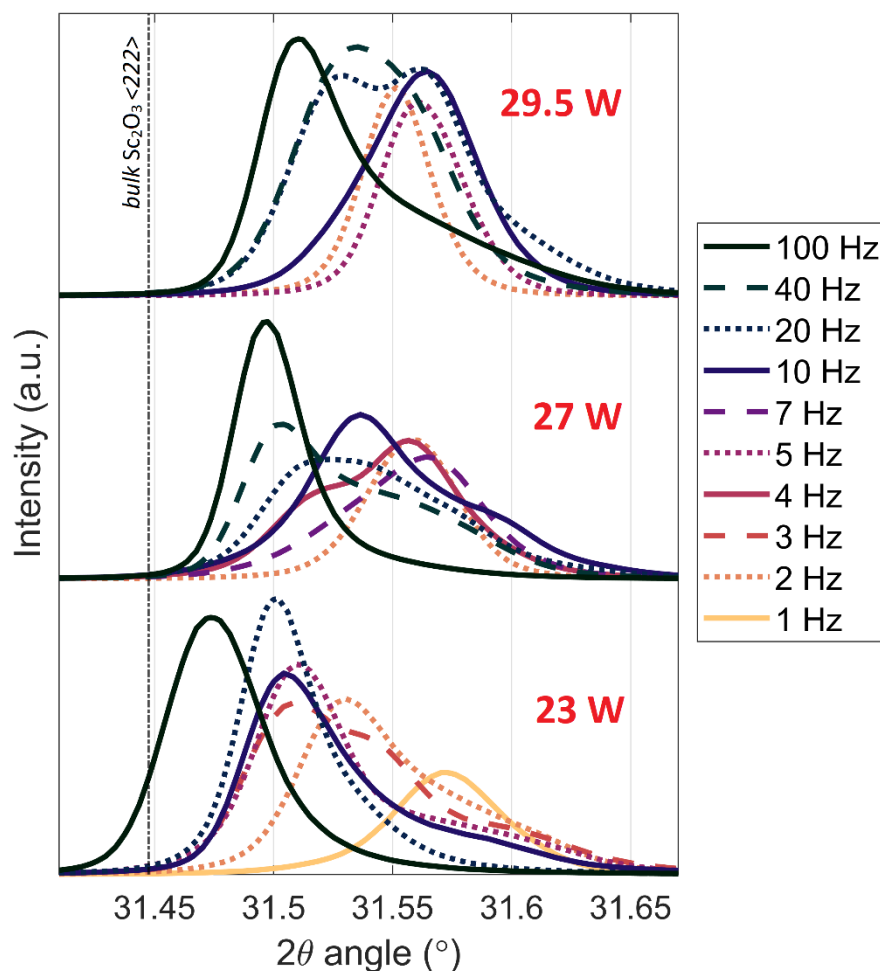 bulk Sc₂O₃ <222>
29.5 W
27 W
23 W
Intensity (a.u.)
31.45
31.5
31.55
31.6
31.65
2θ angle (°)
100 Hz
40 Hz
20 Hz
10 Hz
7 Hz
5 Hz
4 Hz
3 Hz
2 Hz
1 Hz